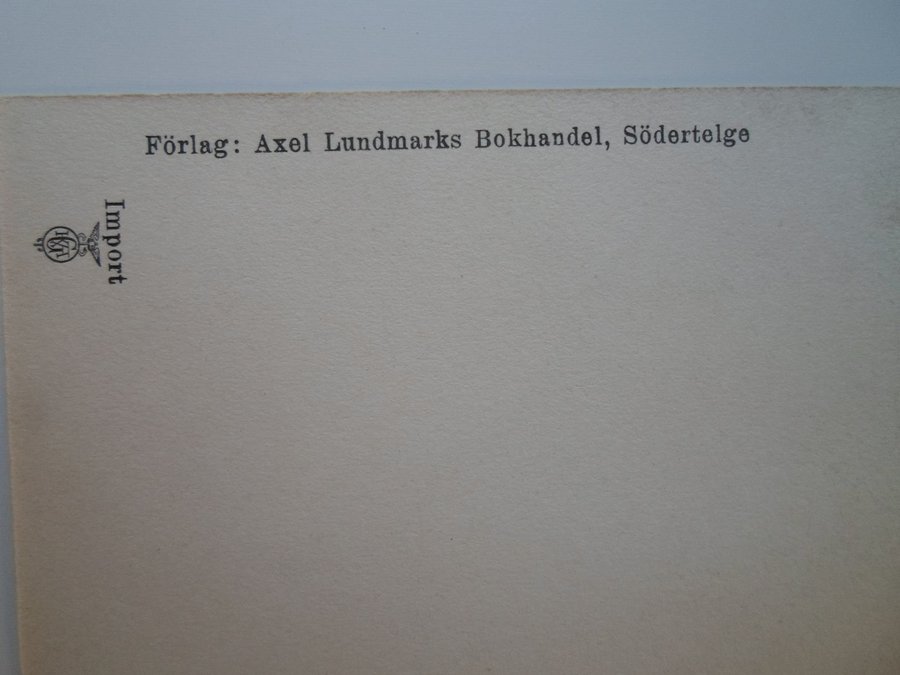 Förlag: Axel Lundmarks Bokhandel, Södertelge
Import